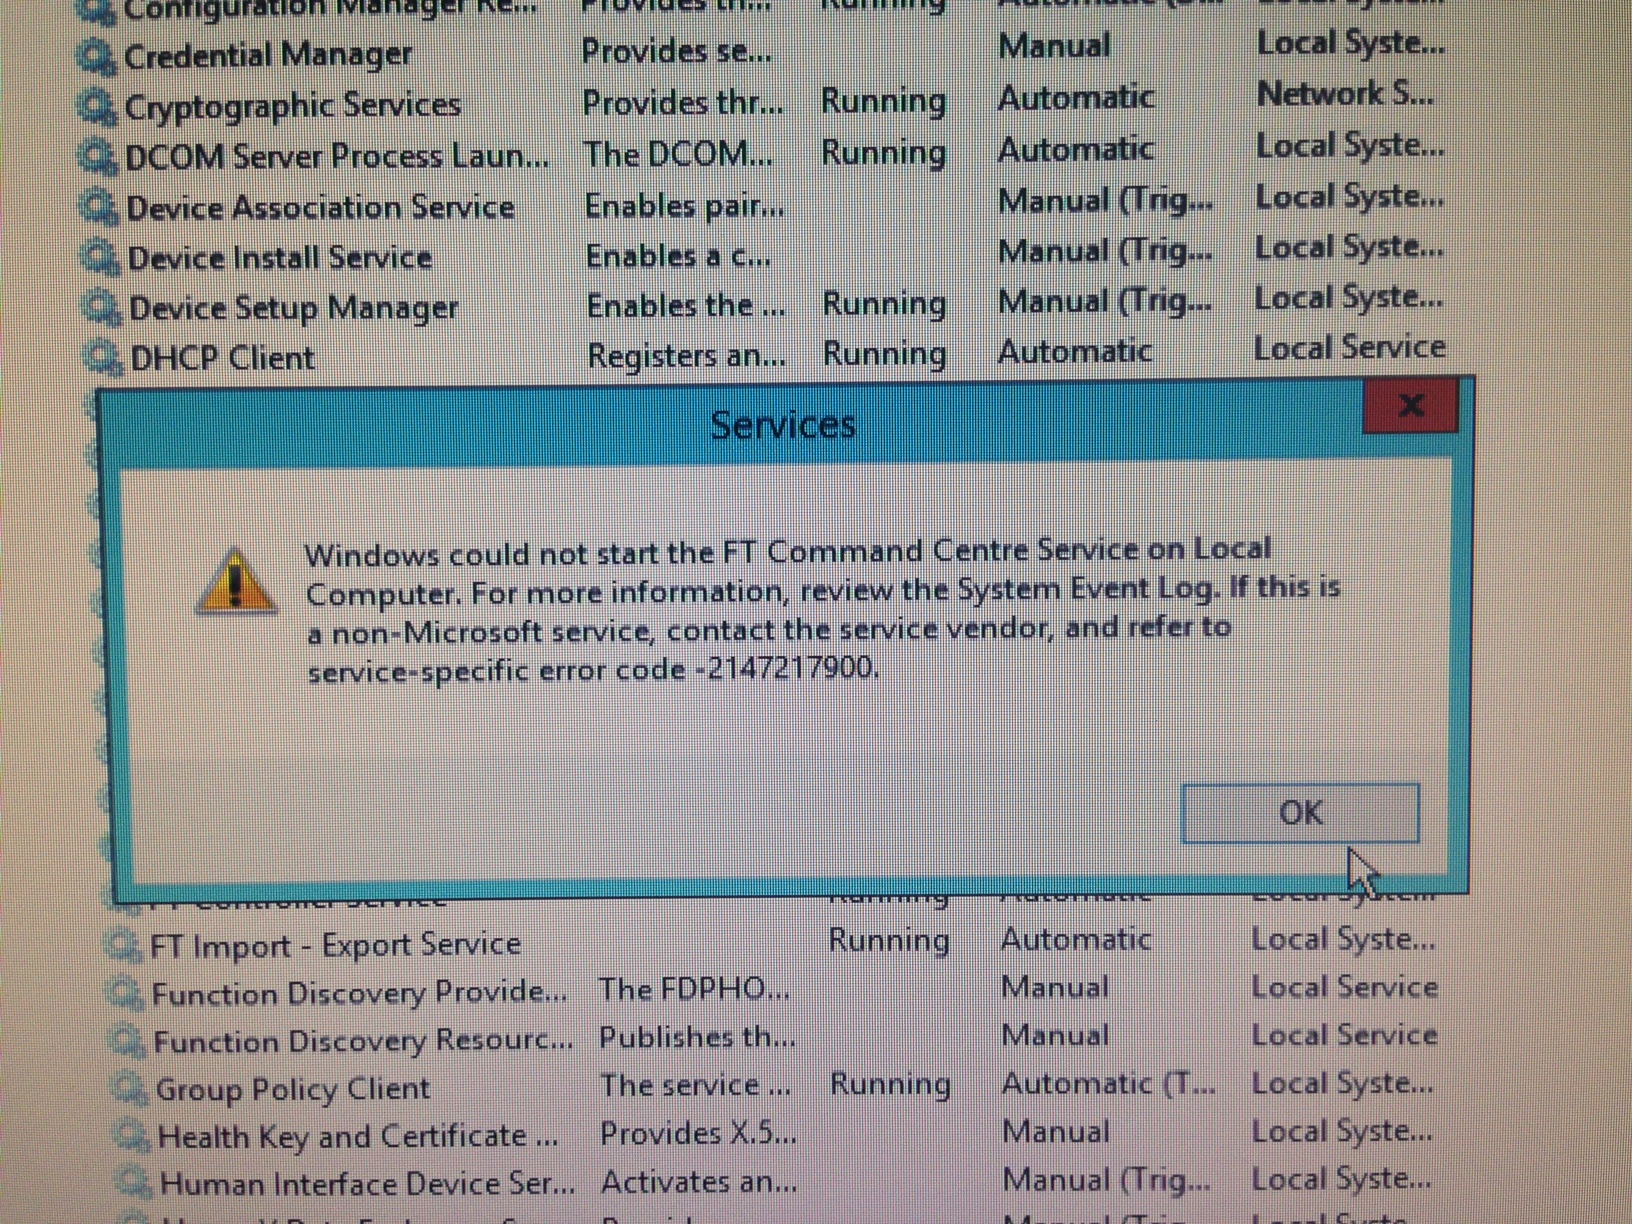 Configuration Manager Re... Provides th... Running
Credential Manager Provides se... Manual Local Syste...
Cryptographic Services Provides thr... Running Automatic Network S...
DCOM Server Process Laun... The DCOM... Running Automatic Local Syste...
Device Association Service Enables pair... Manual (Trig... Local Syste...
Device Install Service Enables a c... Manual (Trig... Local Syste...
Device Setup Manager Enables the ... Running Manual (Trig... Local Syste...
DHCP Client Registers an... Running Automatic Local Service
Services
Windows could not start the FT Command Centre Service on Local
Computer. For more information, review the System Event Log. If this is
a non-Microsoft service, contact the service vendor, and refer to
service-specific error code -2147217900.
OK
FT Controller Service Running Automatic Local System...
FT Import - Export Service Running Automatic Local Syste...
Function Discovery Provide... The FDPHO... Manual Local Service
Function Discovery Resourc... Publishes th... Manual Local Service
Group Policy Client The service ... Running Automatic (T... Local Syste...
Health Key and Certificate ... Provides X.5... Manual Local Syste...
Human Interface Device Ser... Activates an... Manual (Trig... Local Syste...